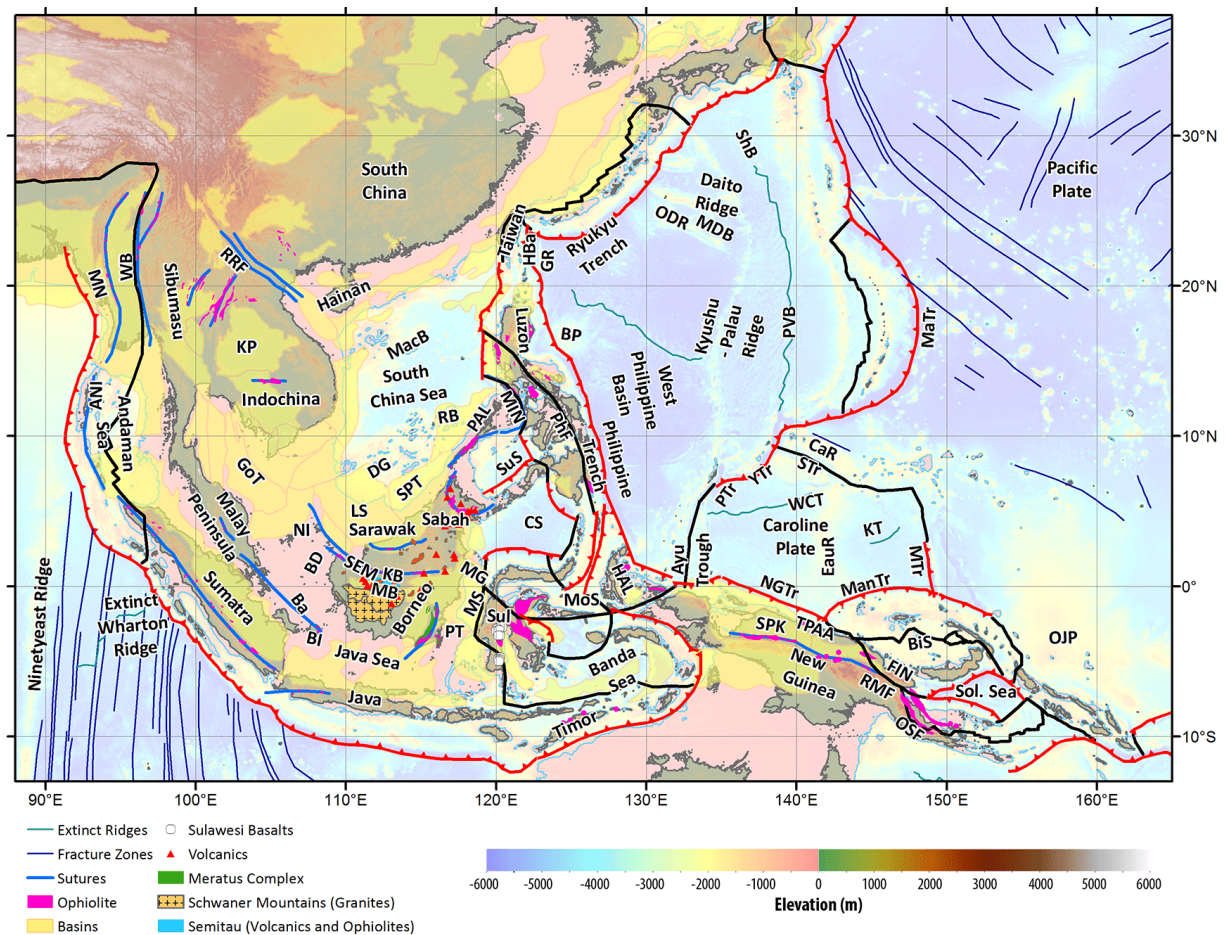 South
China
Pacific
Plate
ShB
Daito
Ridge
ODR MDB
Taiwan
HBa
GR
Ryukyu
Trench
RRF
WB
MN
Sibumasu
Hainan
Luzon
BP
Kyushu
- Palau
Ridge
PVB
MaTr
KP
MacB
South
China Sea
Indochina
West
Philippine
Basin
AN
Sea
Andaman
RB
PAL
MIN
PhF
Philippine
Trench
GoT
DG
SPT
SuS
CaR
STr
YTr
PTr
WCT
Caroline
Plate
EauR
KT
MTr
Malay
Peninsula
NI
LS
Sarawak
Sabah
CS
BD
SEM
KB
MB
MG
MS
Borneo
HAL
Ayu
Trough
NGTr
ManTr
MoS
Sumatra
Ba
BI
Sul
PT
Java Sea
Java
Banda
Sea
Timor
SPK
TPAA
New
Guinea
FIN
RMF
OSF
BiS
Sol. Sea
OJP
Ninetyeast Ridge
Extinct
Wharton
Ridge
30°N
20°N
10°N
0°
10°S
90°E
100°E
110°E
120°E
130°E
140°E
150°E
160°E
Extinct Ridges
Fracture Zones
Sutures
Ophiolite
Basins
Sulawesi Basalts
Volcanics
Meratus Complex
Schwaner Mountains (Granites)
Semitau (Volcanics and Ophiolites)
-6000 -5000 -4000 -3000 -2000 -1000 0 1000 2000 3000 4000 5000 6000
Elevation (m)